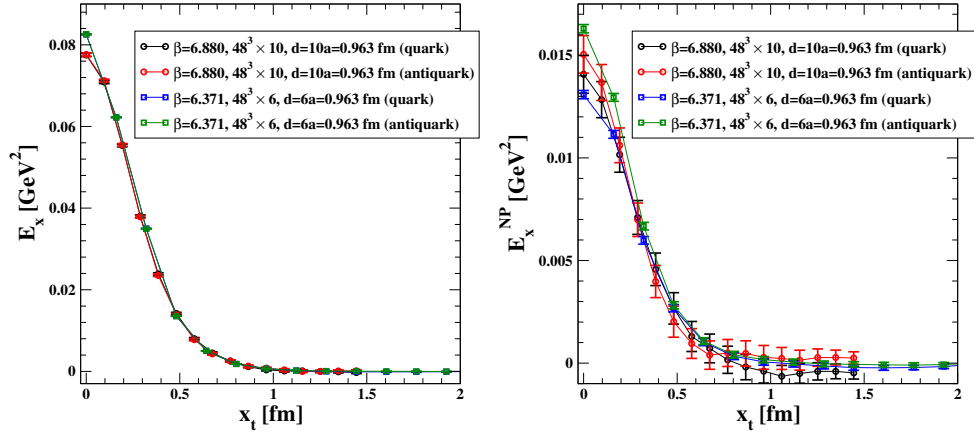 0.08
0.06
0.04
0.02
0
E_x [GeV^2]
β=6.880, 48^3 × 10, d=10a=0.963 fm (quark)
β=6.880, 48^3 × 10, d=10a=0.963 fm (antiquark)
β=6.371, 48^3 × 6, d=6a=0.963 fm (quark)
β=6.371, 48^3 × 6, d=6a=0.963 fm (antiquark)
0 0.5 1 1.5 2
x_t [fm]
0.015
0.01
0.005
0
E_x^NP [GeV^2]
β=6.880, 48^3 × 10, d=10a=0.963 fm (quark)
β=6.880, 48^3 × 10, d=10a=0.963 fm (antiquark)
β=6.371, 48^3 × 6, d=6a=0.963 fm (quark)
β=6.371, 48^3 × 6, d=6a=0.963 fm (antiquark)
0 0.5 1 1.5 2
x_t [fm]